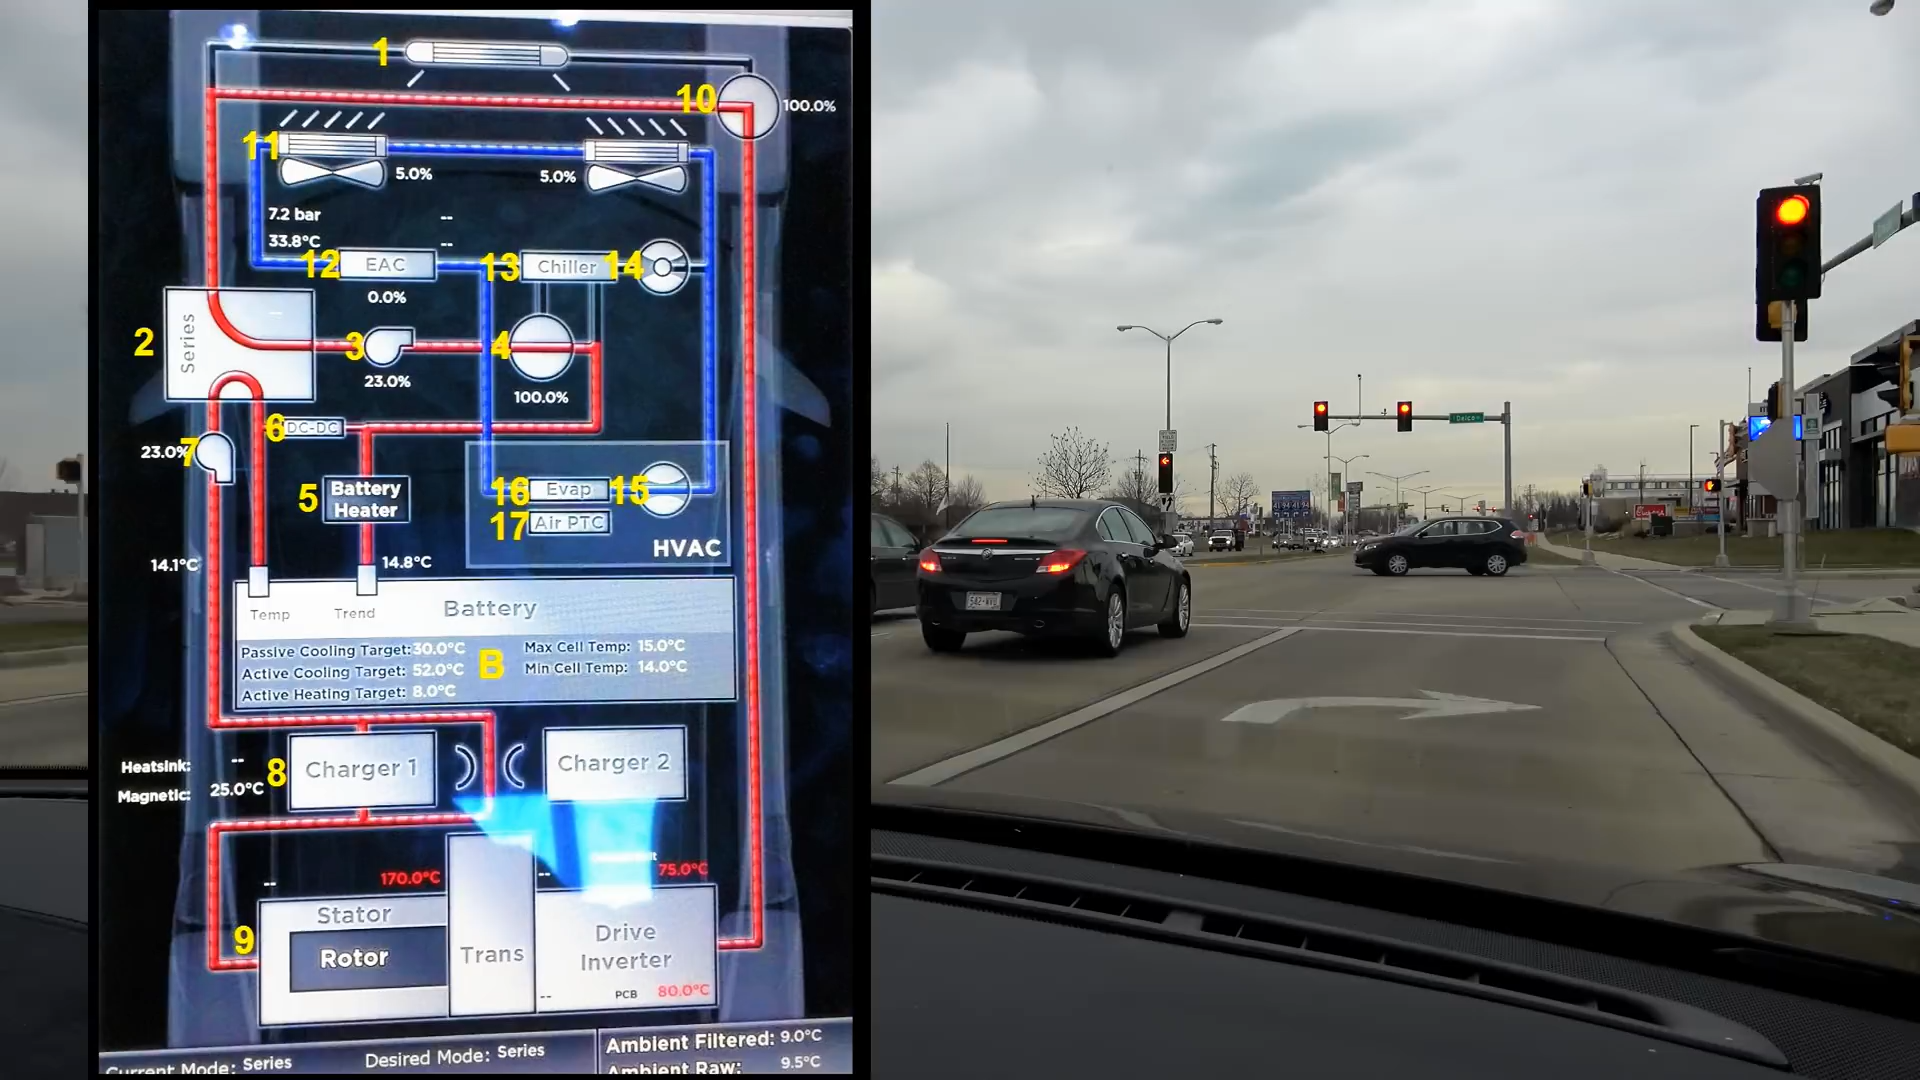 1
10
100.0%
11
5.0%
5.0%
7.2 bar
--
33.8°C
--
12
EAC
13
Chiller
14
0.0%
2
Series
3
4
23.0%
100.0%
6
DC-DC
23.0%
7
5
Battery
Heater
16
Evap
15
17
Air PTC
HVAC
14.1°C
14.8°C
Temp
Trend
Battery
Passive Cooling Target: 30.0°C
Active Cooling Target: 52.0°C
Active Heating Target: 8.0°C
B
Max Cell Temp: 15.0°C
Min Cell Temp: 14.0°C
Heatsink: --
Magnetic: 25.0°C
8
Charger 1
Charger 2
--
170.0°C
--
75.0°C
9
Stator
Rotor
Trans
Drive
Inverter
--
PCB 80.0°C
Current Mode: Series
Desired Mode: Series
Ambient Filtered: 9.0°C
Ambient Raw: 9.5°C